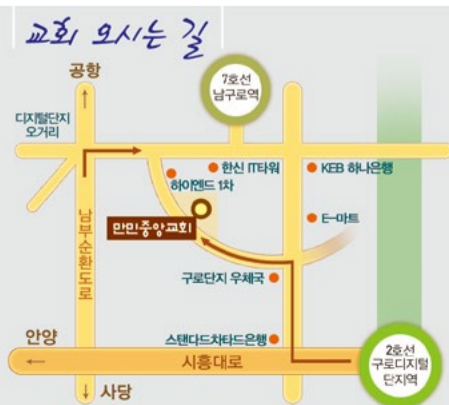 교회 오시는 길
공항
7호선
남구로역
디지털단지
오거리
한신 IT타워
KEB 하나은행
하이엔드 1차
만민중앙교회
E-마트
남부순환도로
구로단지 우체국
스탠다드차타드은행
안양
시흥대로
2호선
구로디지털
단지역
사당